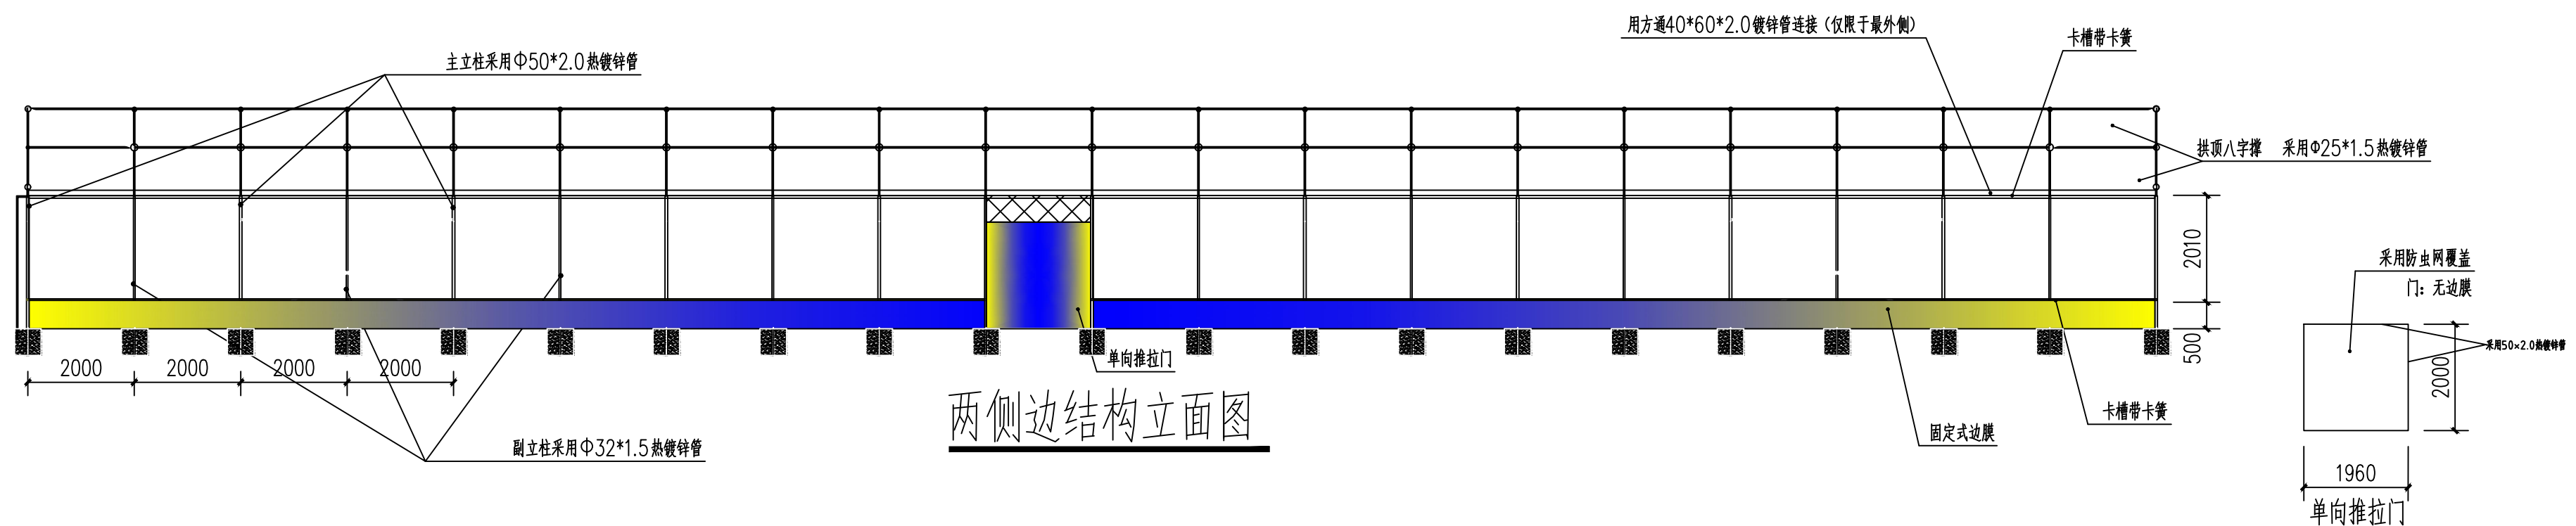 用方通40*60*2.0镀锌管连接（仅限于最外侧）
卡槽带卡簧
主立柱采用Φ50*2.0热镀锌管
拱顶八字撑 采用Φ25*1.5热镀锌管
2010
采用防虫网覆盖
门：无边膜
500
采用50×2.0热镀锌管
2000
2000
2000
2000
单向推拉门
2000
两侧边结构立面图
卡槽带卡簧
固定式边膜
副立柱采用Φ32*1.5热镀锌管
1960
单向推拉门